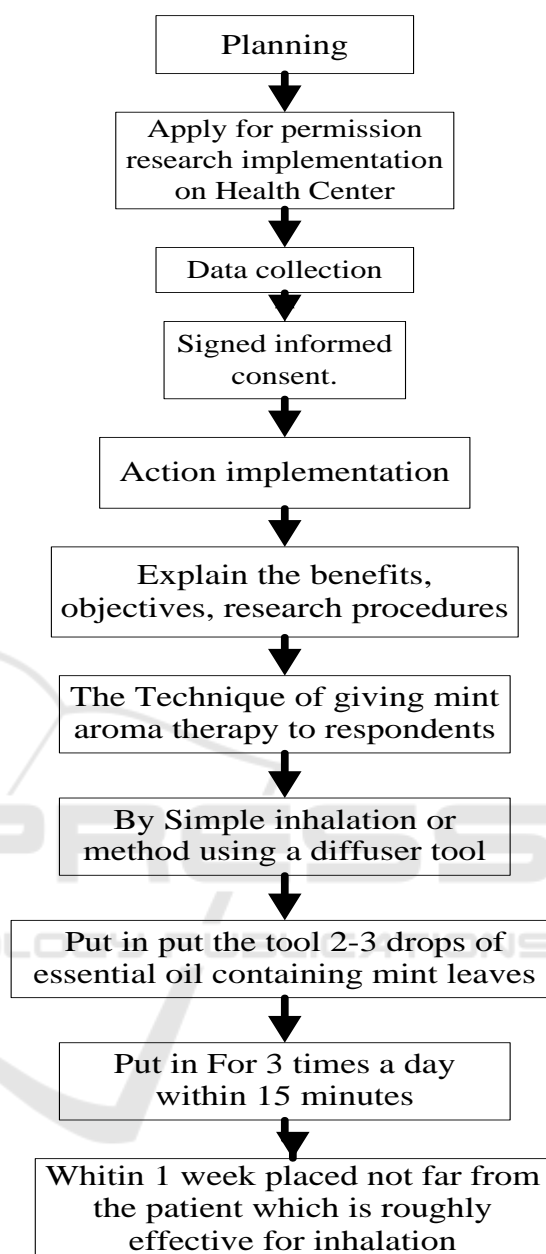 Planning
Apply for permission
research implementation
on Health Center
Data collection
Signed informed
consent.
Action implementation
Explain the benefits,
objectives, research procedures
The Technique of giving mint
aroma therapy to respondents
By Simple inhalation or
method using a diffuser tool
Put in put the tool 2-3 drops of
essential oil containing mint leaves
Put in For 3 times a day
within 15 minutes
Whitin 1 week placed not far from
the patient which is roughly
effective for inhalation